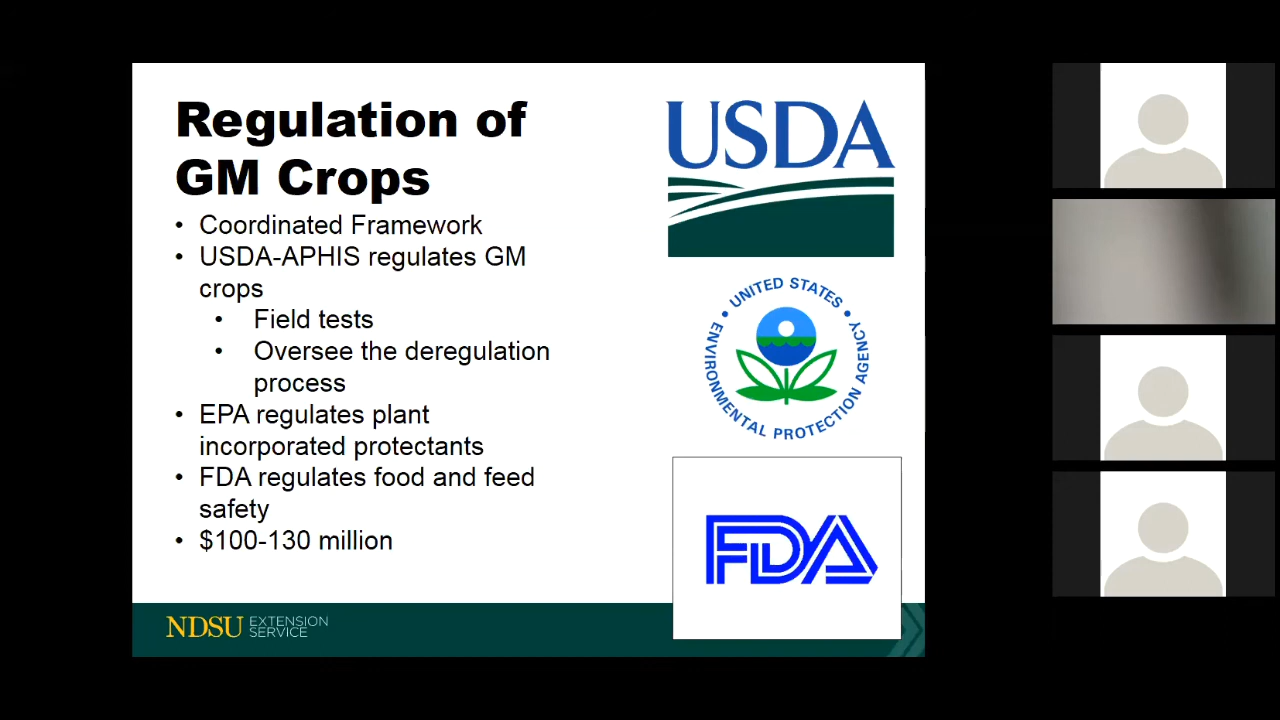 Regulation of
GM Crops
• Coordinated Framework
• USDA-APHIS regulates GM
crops
• Field tests
• Oversee the deregulation
process
• EPA regulates plant
incorporated protectants
• FDA regulates food and feed
safety
• $100-130 million
USDA
• UNITED STATES •
ENVIRONMENTAL PROTECTION AGENCY
FDA
NDSU EXTENSION
SERVICE